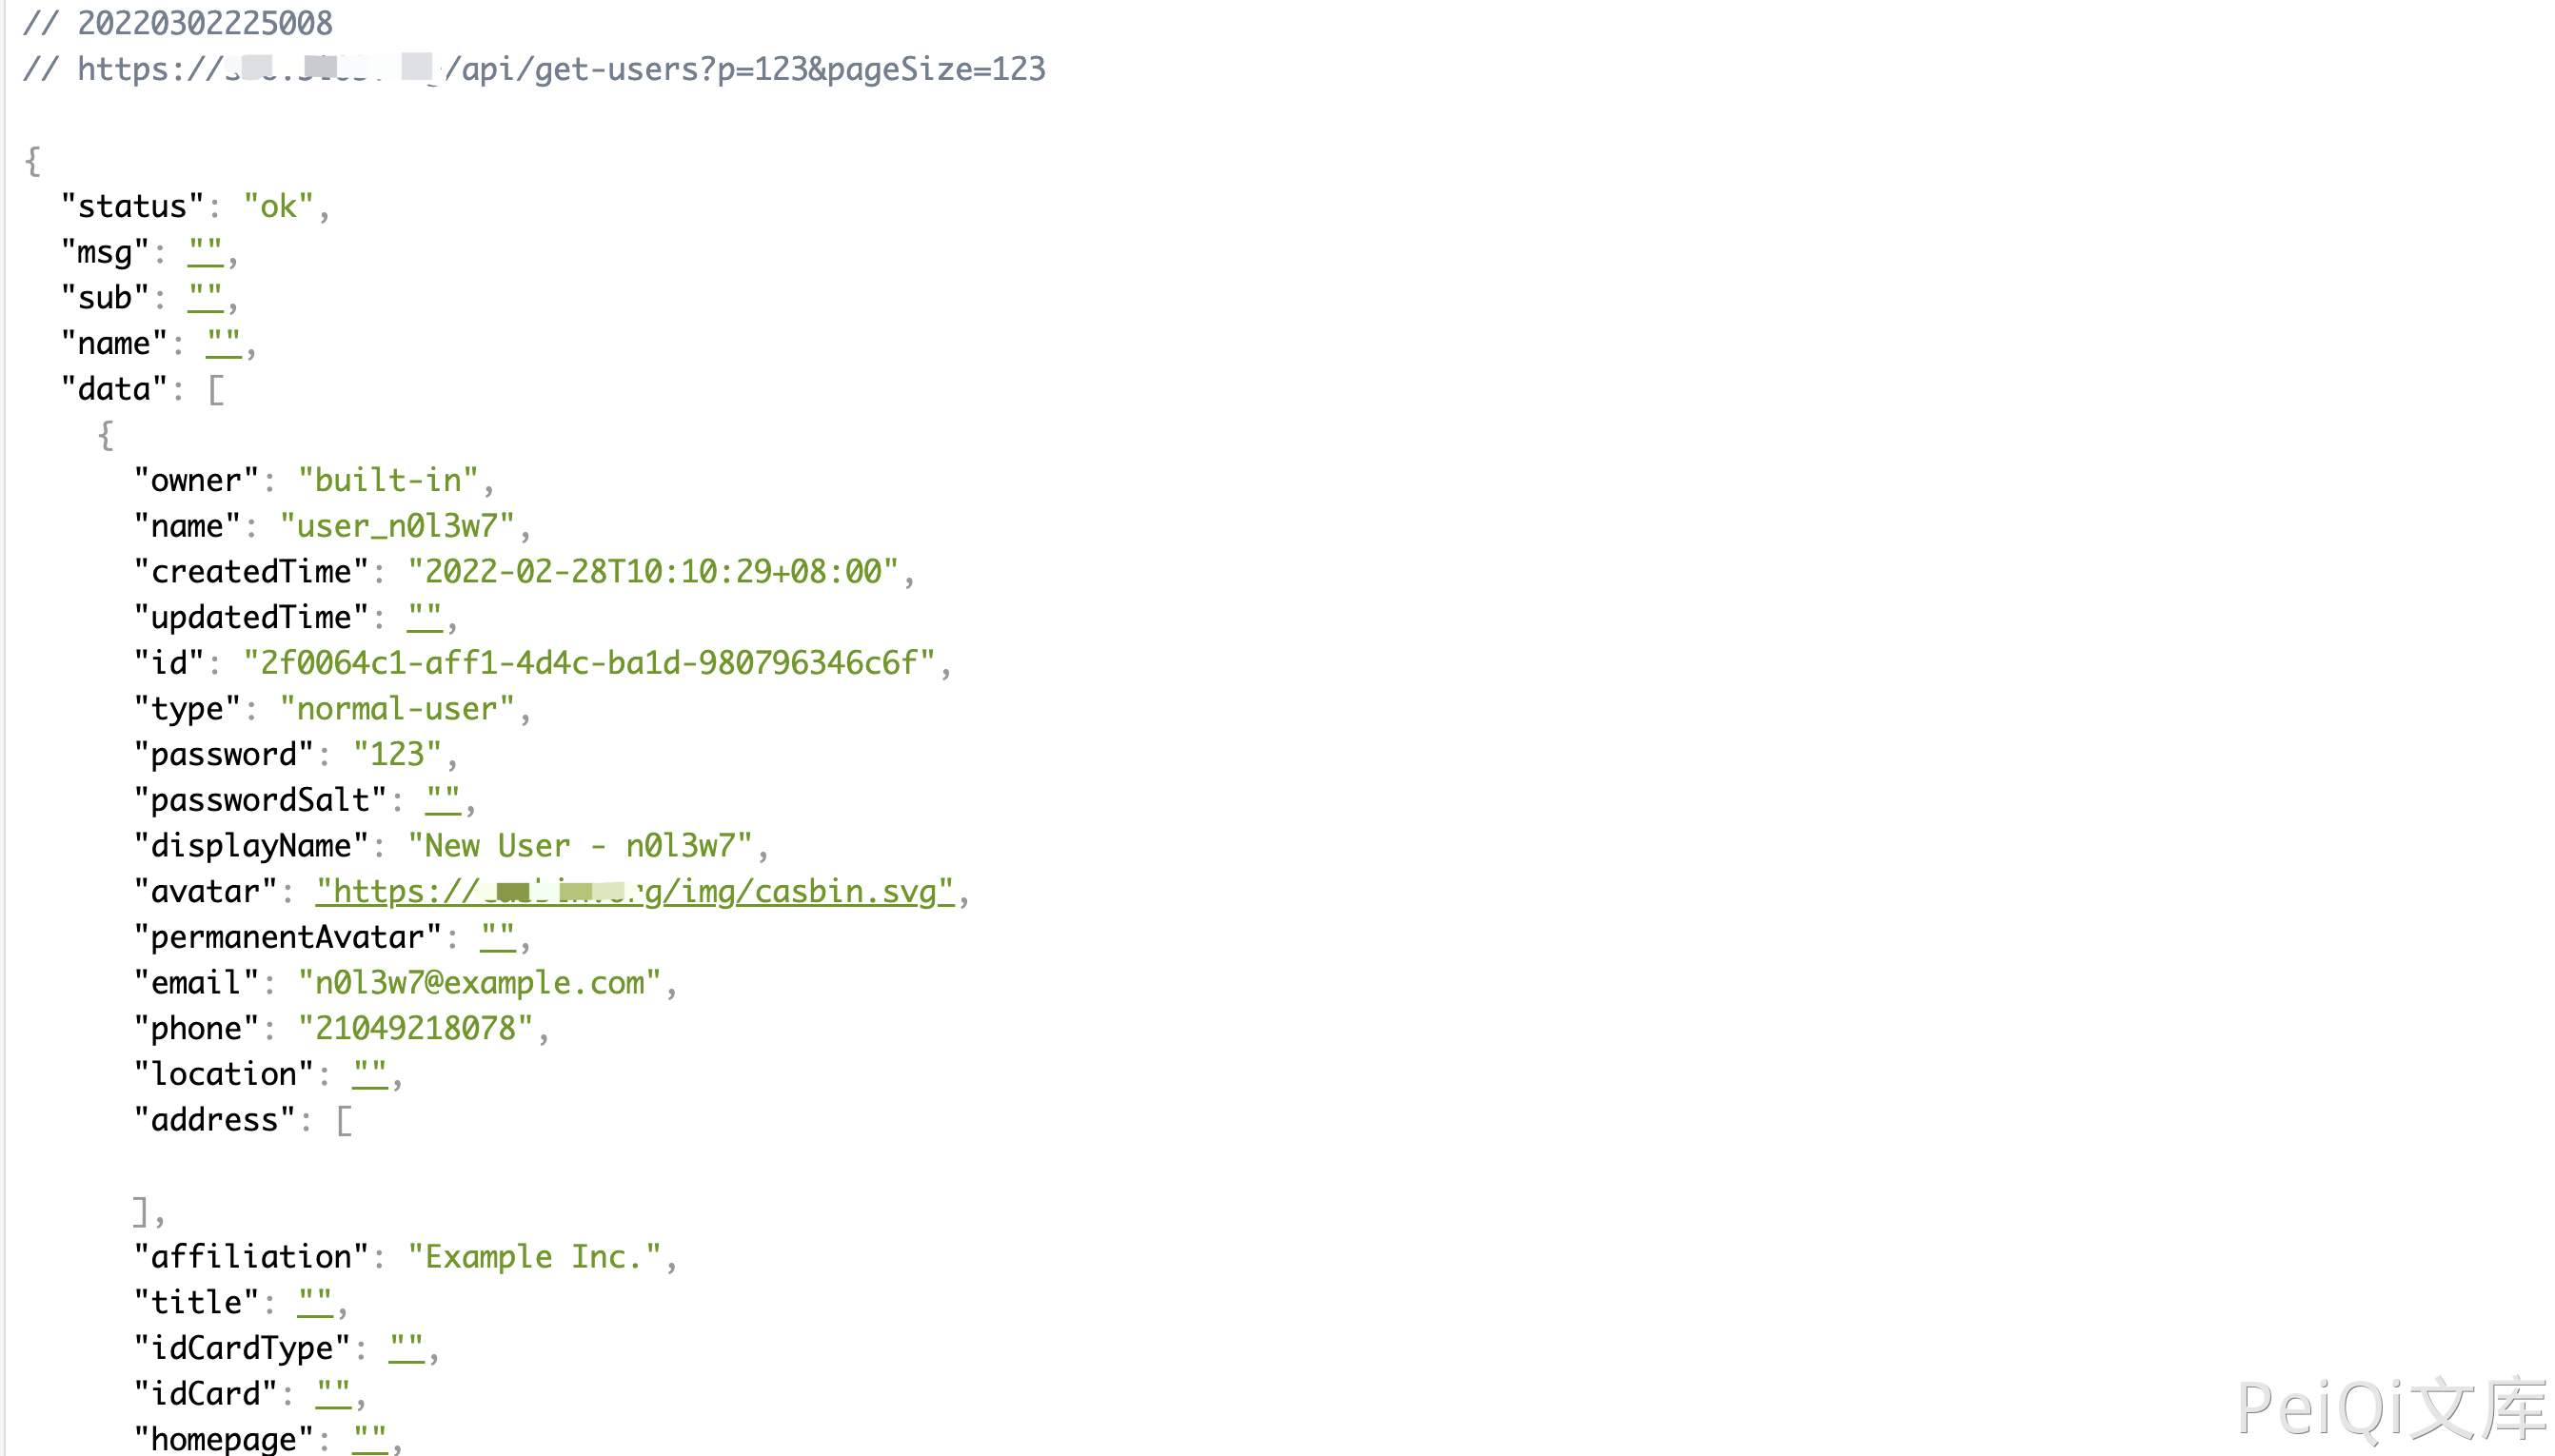 // 20220302225008
// https:// /api/get-users?p=123&pageSize=123
{
"status": "ok",
"msg": "",
"sub": "",
"name": "",
"data": [
{
"owner": "built-in",
"name": "user_n0l3w7",
"createdTime": "2022-02-28T10:10:29+08:00",
"updatedTime": "",
"id": "2f0064c1-aff1-4d4c-ba1d-980796346c6f",
"type": "normal-user",
"password": "123",
"passwordSalt": "",
"displayName": "New User - n0l3w7",
"avatar": "https:// rg/img/casbin.svg",
"permanentAvatar": "",
"email": "n0l3w7@example.com",
"phone": "21049218078",
"location": "",
"address": [
],
"affiliation": "Example Inc.",
"title": "",
"idCardType": "",
"idCard": "",
"homepage": "",
PeiQi文库